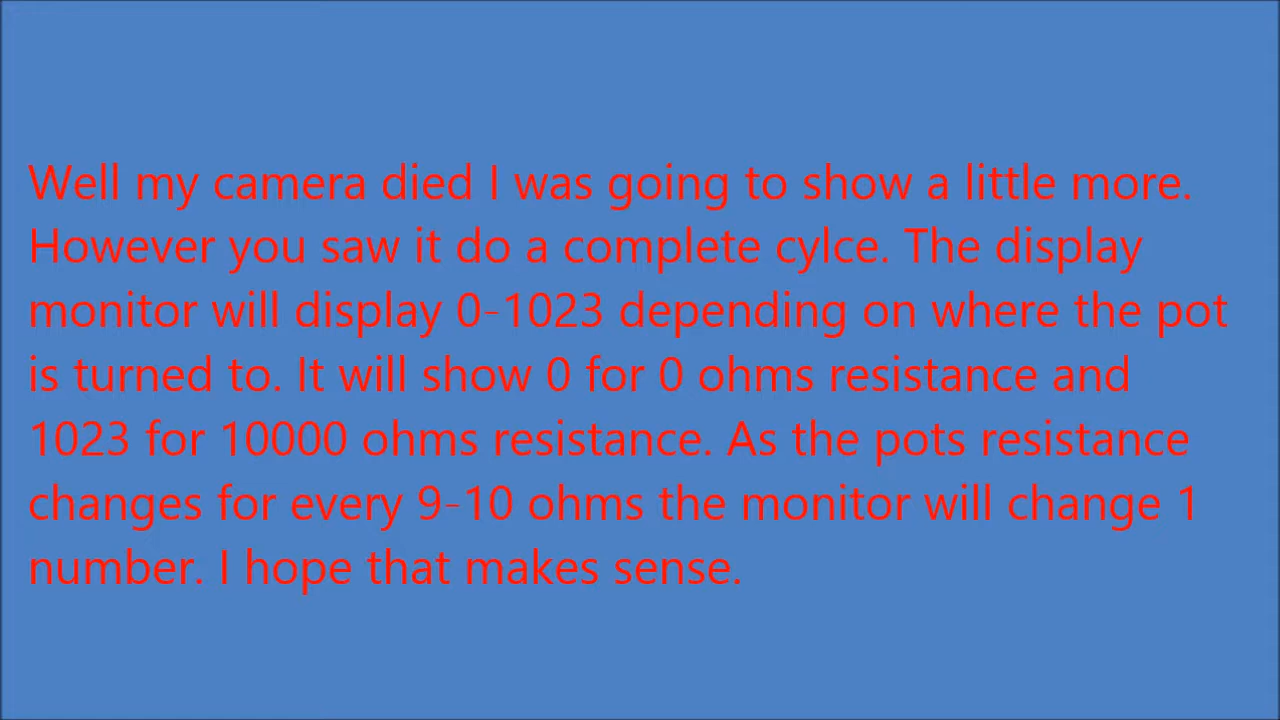 Well my camera died I was going to show a little more.
However you saw it do a complete cylce. The display
monitor will display 0-1023 depending on where the pot
is turned to. It will show 0 for 0 ohms resistance and
1023 for 10000 ohms resistance. As the pots resistance
changes for every 9-10 ohms the monitor will change 1
number. I hope that makes sense.